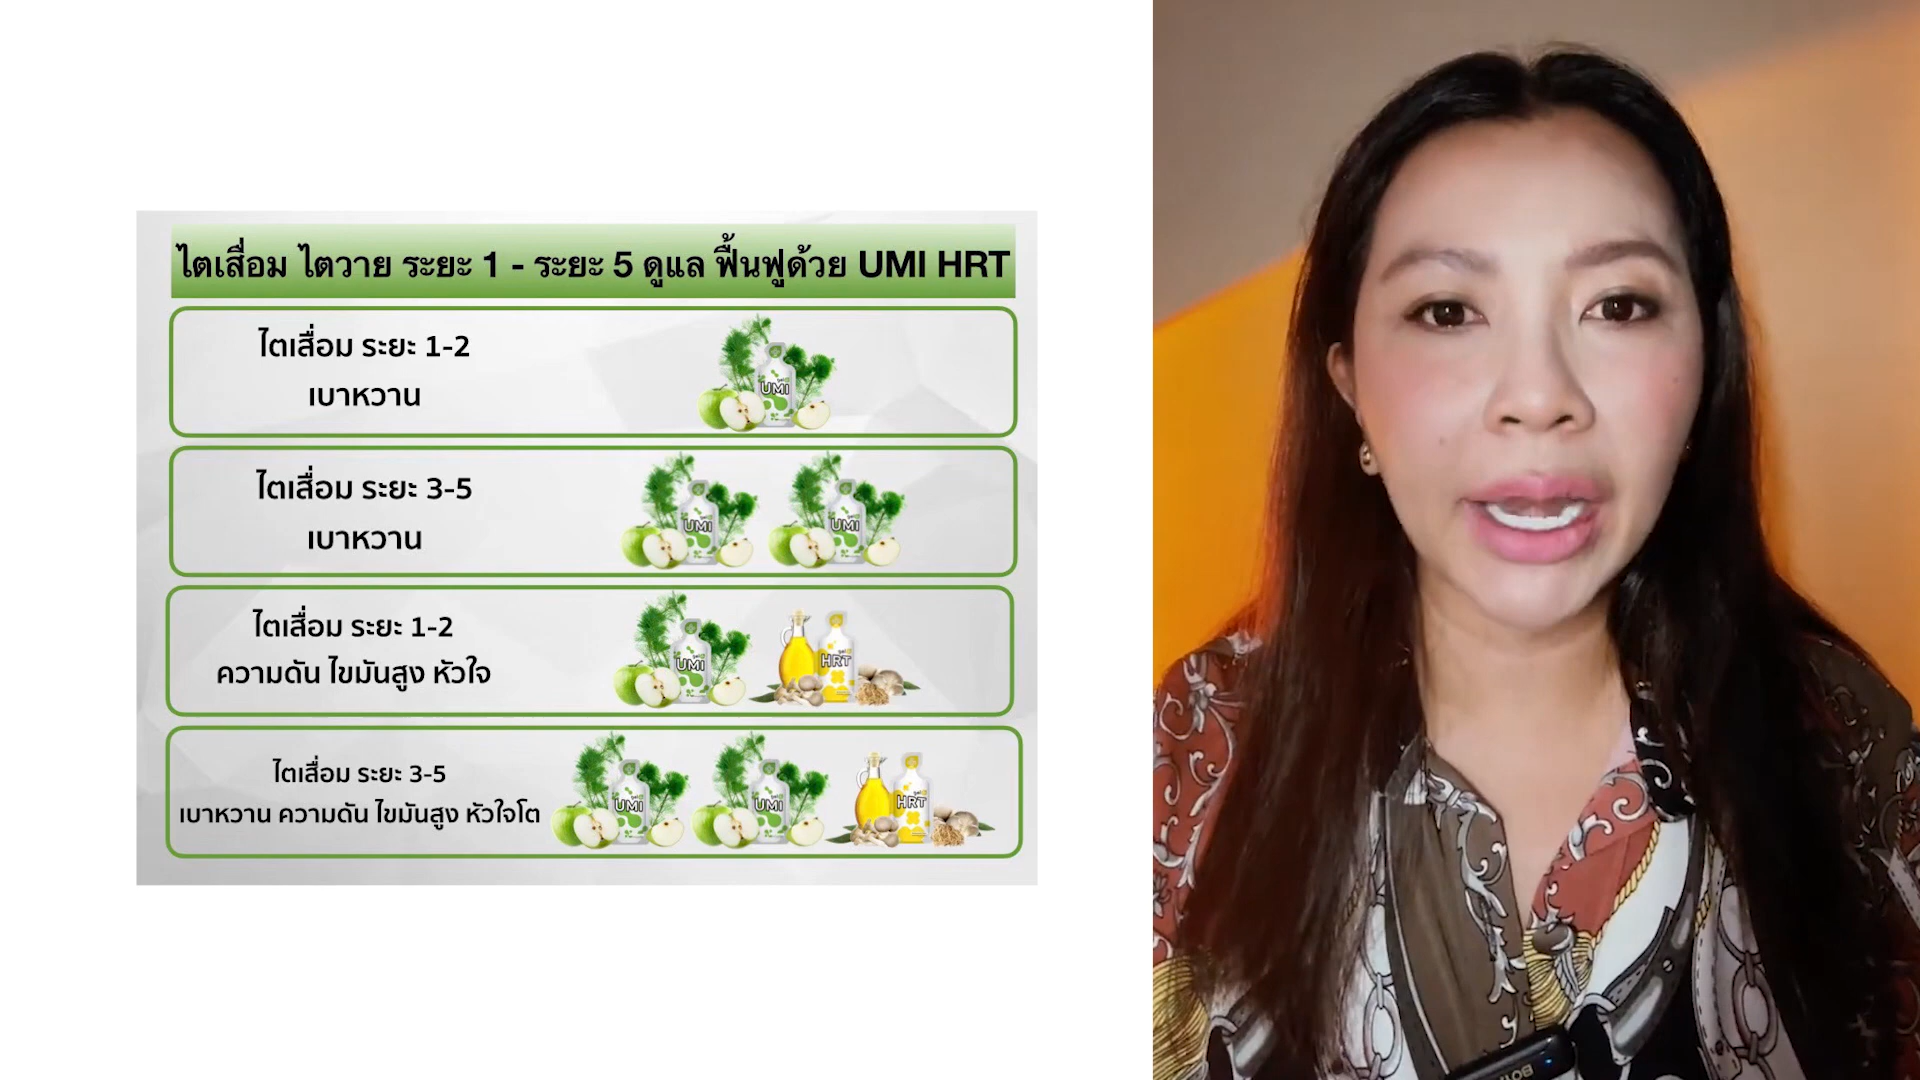 ไตเสื่อม ไตวาย ระยะ 1 - ระยะ 5 ดูแล ฟื้นฟูด้วย UMI HRT
ไตเสื่อม ระยะ 1-2
เบาหวาน
UMI
ไตเสื่อม ระยะ 3-5
เบาหวาน
UMI
UMI
ไตเสื่อม ระยะ 1-2
ความดัน ไขมันสูง หัวใจ
UMI
HRT
ไตเสื่อม ระยะ 3-5
เบาหวาน ความดัน ไขมันสูง หัวใจโต
UMI
UMI
HRT